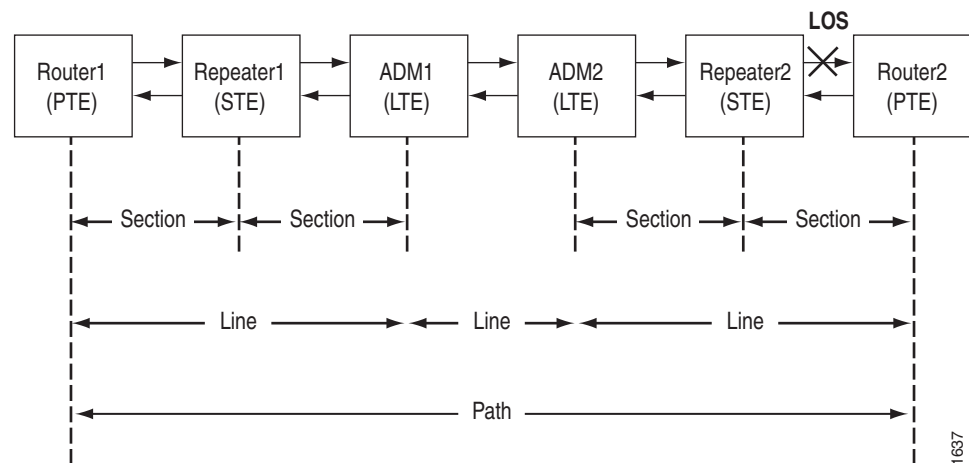 LOS
Router1
(PTE)
Repeater1
(STE)
ADM1
(LTE)
ADM2
(LTE)
Repeater2
(STE)
Router2
(PTE)
Section
Section
Section
Section
Line
Line
Line
Path
1637